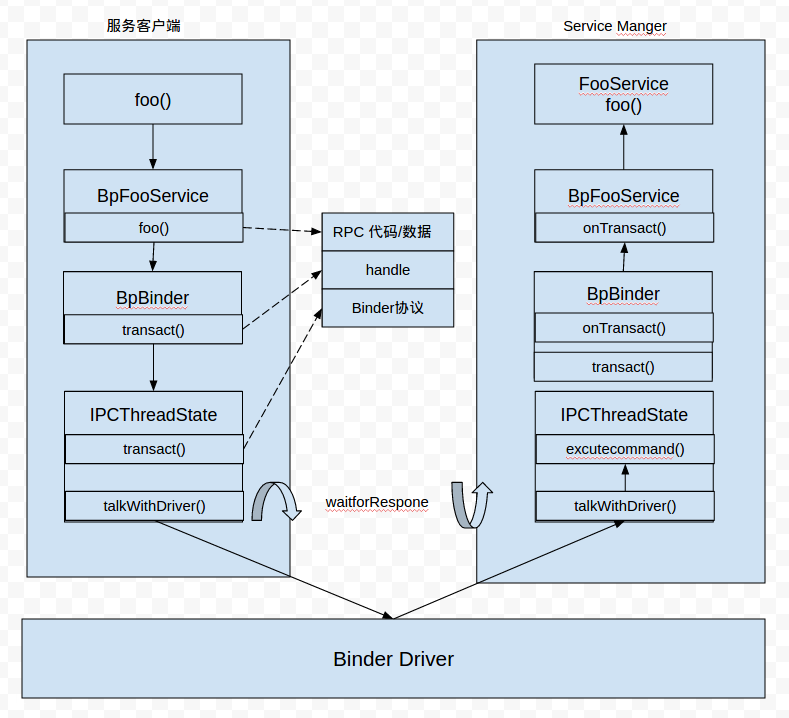 服务客户端
Service Manger
foo()
BpFooService
foo()
BpBinder
transact()
IPCThreadState
transact()
talkWithDriver()
RPC 代码/数据
handle
Binder协议
waitforRespone
FooService
foo()
BpFooService
onTransact()
BpBinder
onTransact()
transact()
IPCThreadState
excutecommand()
talkWithDriver()
Binder Driver